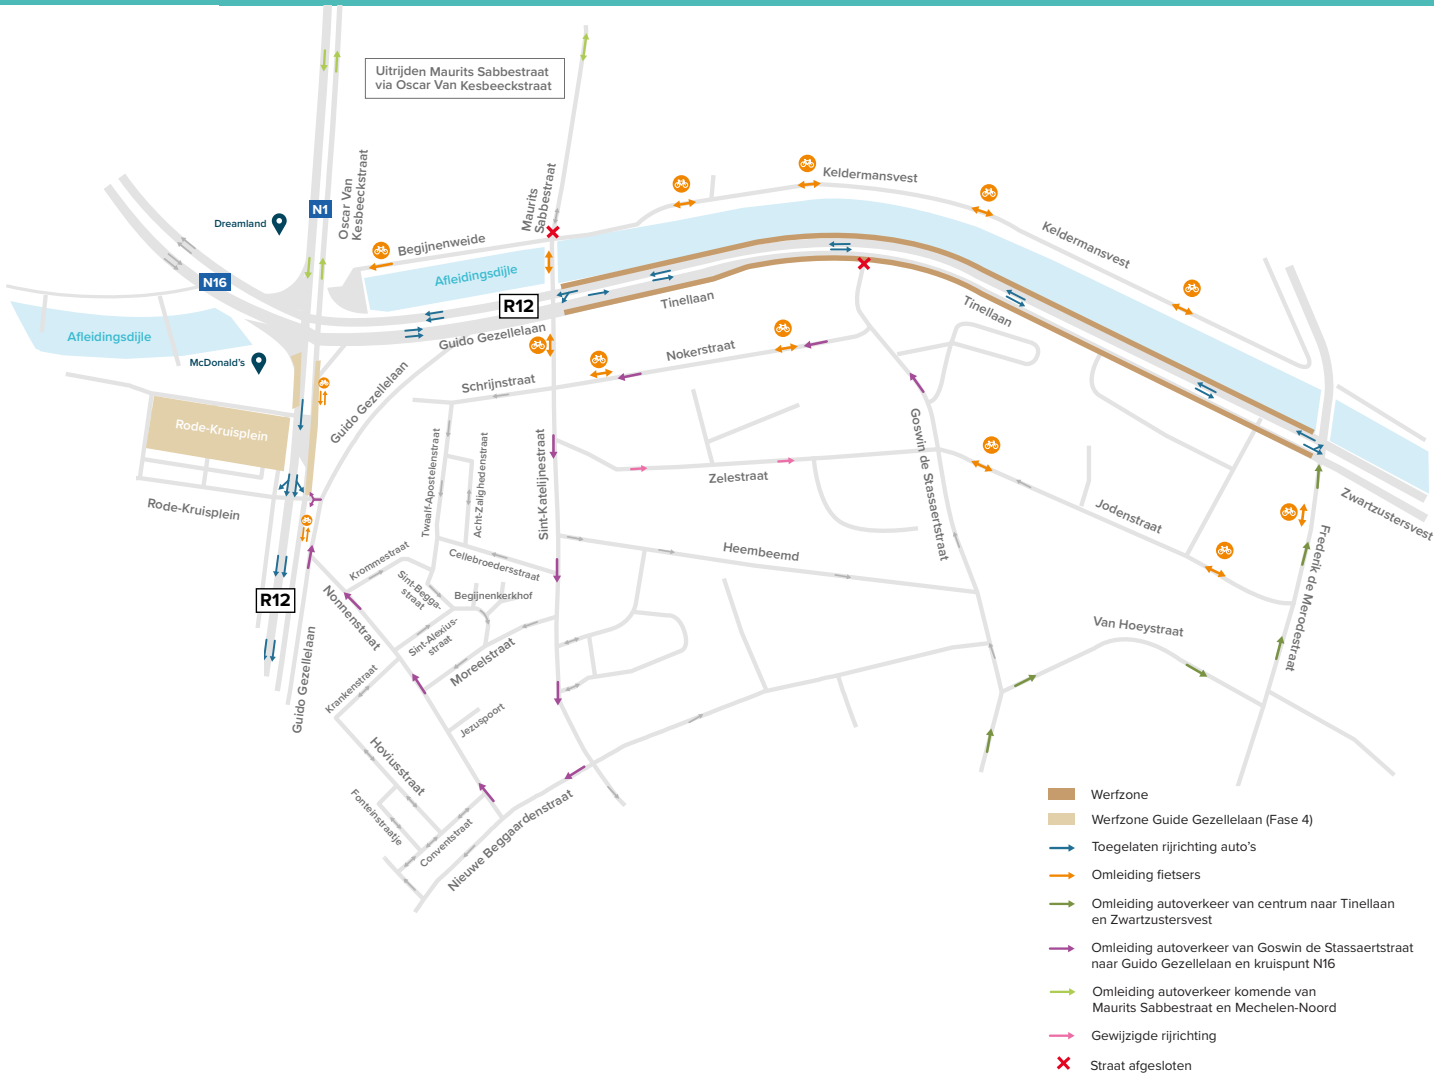 Uitrijden Maurits Sabbestraat
via Oscar Van Kesbeeckstraat
Oscar Van
Kesbeeckstraat
Maurits
Sabbestraat
Keldermansvest
Keldermansvest
N1
Dreamland
Begijnenweide
N16
Afleidingsdijle
R12
Tinellaan
Tinellaan
Afleidingsdijle
Guido Gezellelaan
McDonald's
Nokerstraat
Schrijnstraat
Guido Gezellelaan
Rode-Kruisplein
Rode-Kruisplein
Twaalf-Apostelenstraat
Acht-Zalighedenstraat
Sint-Katelijnestraat
Zelestraat
Goswin de Stassaertstraat
Jodenstraat
Zwartzustersvest
Frederik de Merodestraat
Heembeemd
Krommestraat
Cellebroedersstraat
Sint-Begga-
straat
Begijnenkerkhof
R12
Nonnenstraat
Sint-Alexius-
straat
Moreelstraat
Van Hoeystraat
Guido Gezellelaan
Krankenstraat
Jezuspoort
Hoviusstraat
Fonteinstraatje
Conventstraat
Nieuwe Beggaardenstraat
Werfzone
Werfzone Guide Gezellelaan (Fase 4)
Toegelaten rijrichting auto's
Omleiding fietsers
Omleiding autoverkeer van centrum naar Tinellaan
en Zwartzustersvest
Omleiding autoverkeer van Goswin de Stassaertstraat
naar Guido Gezellelaan en kruispunt N16
Omleiding autoverkeer komende van
Maurits Sabbestraat en Mechelen-Noord
Gewijzigde rijrichting
Straat afgesloten